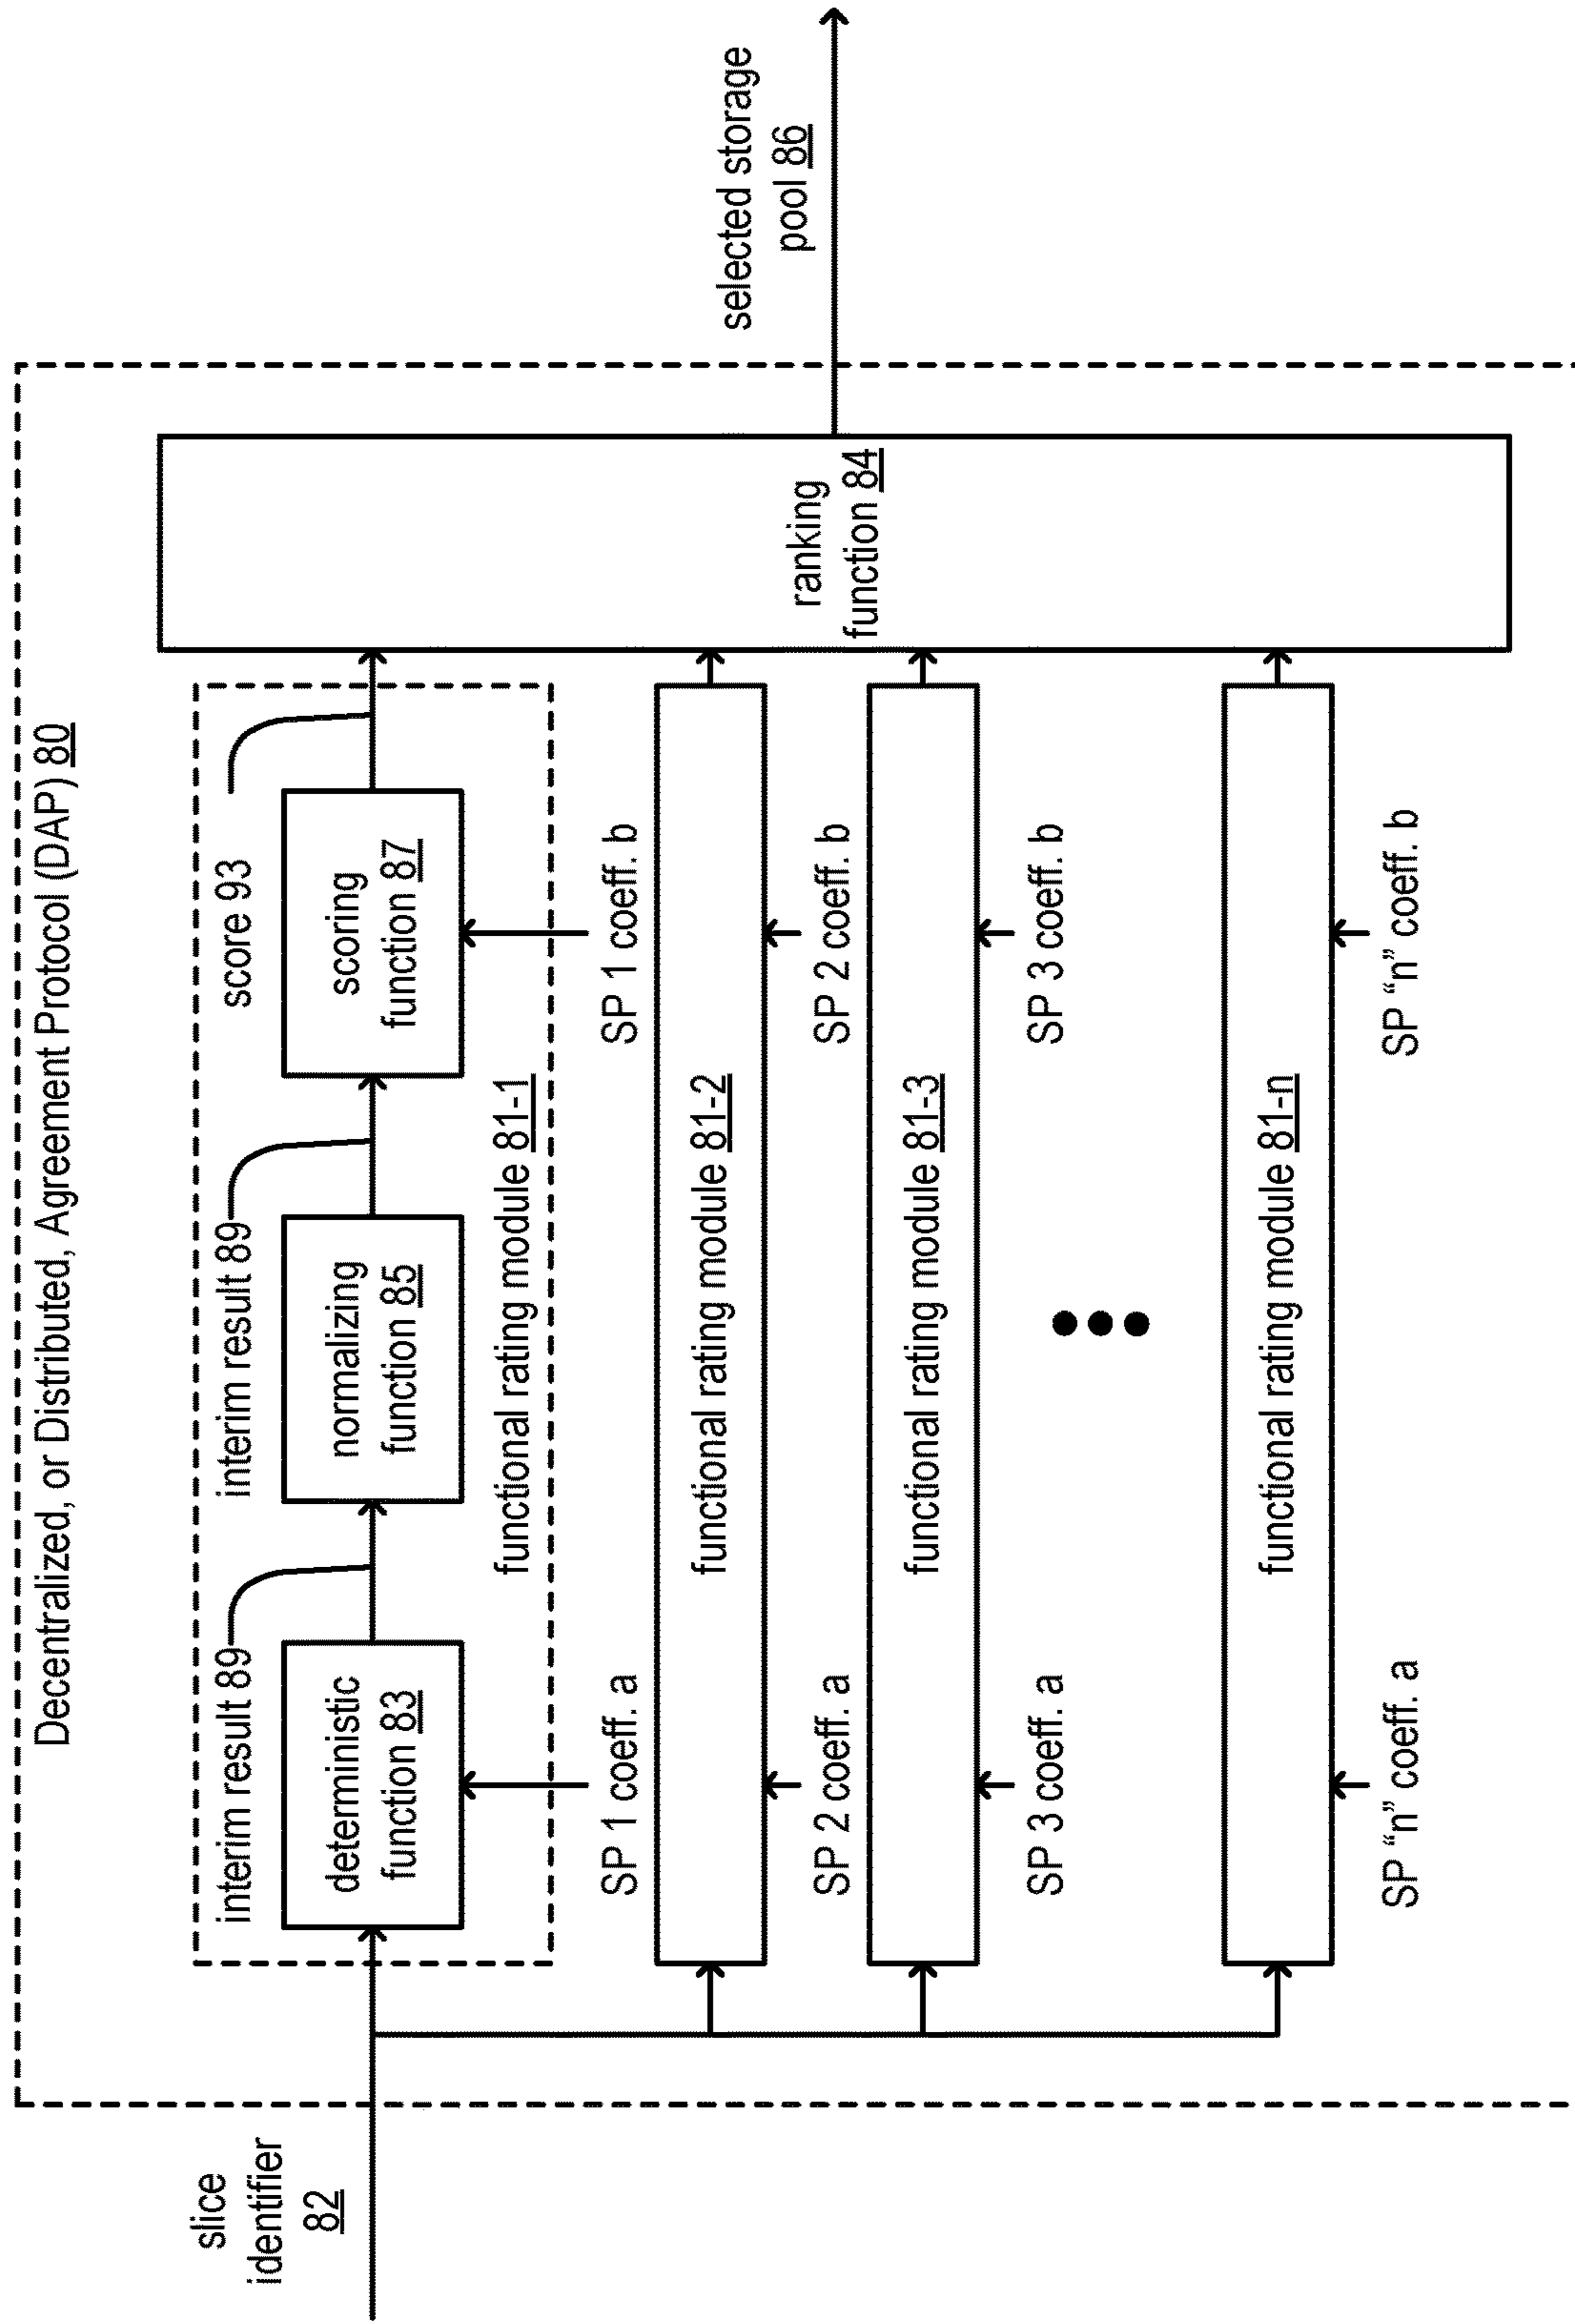 Decentralized, or Distributed, Agreement Protocol (DAP) 80
slice
identifier
82
interim result 89
interim result 89
score 93
deterministic
function 83
normalizing
function 85
scoring
function 87
functional rating module 81-1
SP 1 coeff. a
SP 1 coeff. b
functional rating module 81-2
SP 2 coeff. a
SP 2 coeff. b
functional rating module 81-3
SP 3 coeff. a
SP 3 coeff. b
functional rating module 81-n
SP “n” coeff. a
SP “n” coeff. b
ranking
function 84
selected storage
pool 86